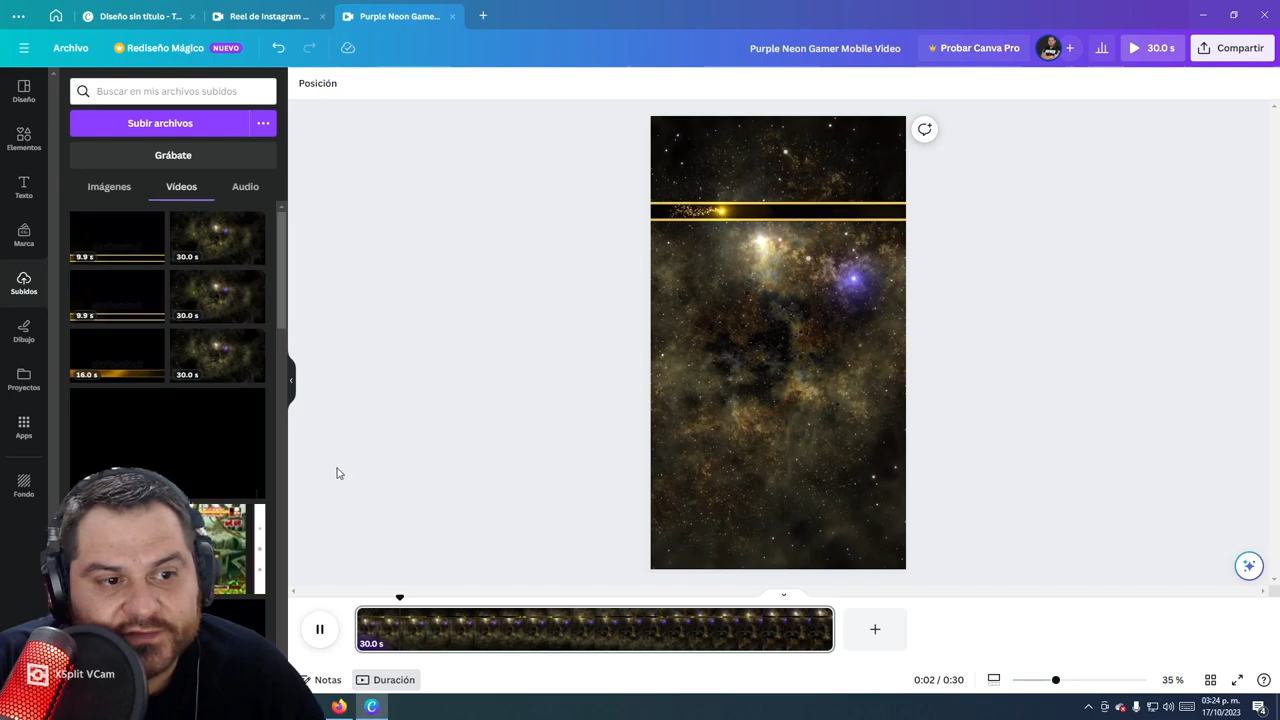 Diseño sin título - T...
Reel de Instagram ...
Purple Neon Game...
Archivo
Rediseño Mágico NUEVO
Purple Neon Gamer Mobile Video
Probar Canva Pro
30.0 s
Compartir
Posición
Buscar en mis archivos subidos
Subir archivos
Grábate
Imágenes
Vídeos
Audio
Diseño
Elementos
Texto
Marca
Subidos
Dibujo
Proyectos
Apps
Fondo
9.9 s
30.0 s
9.9 s
30.0 s
16.0 s
30.0 s
30.0 s
XSplit VCam
Notas
Duración
0:02 / 0:30
35 %
03:24 p. m.
17/10/2023
4